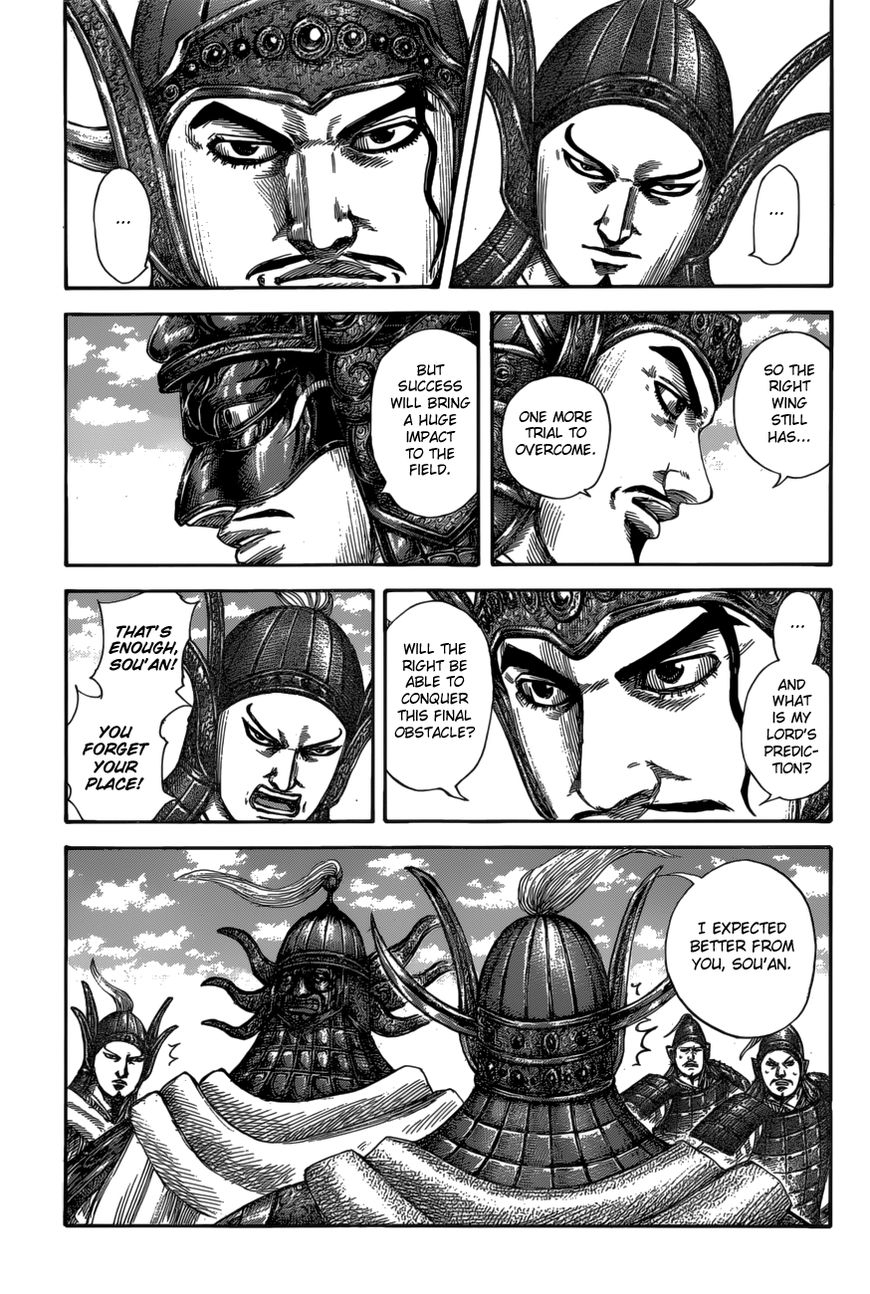 ...
...
SO THE
RIGHT
WING
STILL
HAS...
ONE MORE
TRIAL TO
OVERCOME.
BUT
SUCCESS
WILL BRING
A HUGE
IMPACT
TO THE
FIELD.
...
AND
WHAT
IS MY
LORD'S
PREDIC-
TION?
WILL THE
RIGHT BE
ABLE TO
CONQUER
THIS FINAL
OBSTACLE?
THAT'S
ENOUGH,
SOU'AN!
YOU
FORGET
YOUR
PLACE!
I EXPECTED
BETTER FROM
YOU, SOU'AN.